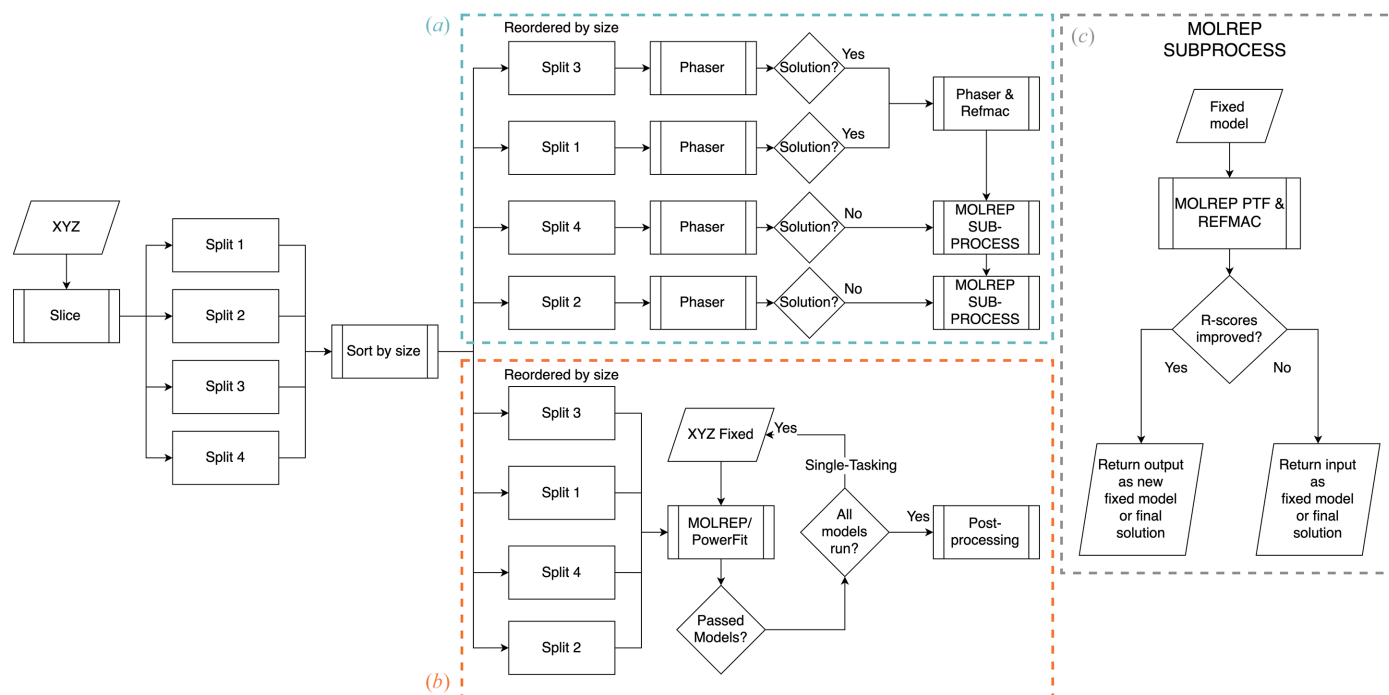 XYZ
Slice
Split 1
Split 2
Split 3
Split 4
Sort by size
(a)
Reordered by size
Split 3
Phaser
Solution?
Yes
Split 1
Phaser
Solution?
Yes
Phaser &
Refmac
Split 4
Phaser
Solution?
No
MOLREP
SUB-
PROCESS
Split 2
Phaser
Solution?
No
MOLREP
SUB-
PROCESS
(b)
Reordered by size
Split 3
Split 1
Split 4
Split 2
XYZ Fixed
Yes
Single-Tasking
MOLREP/
PowerFit
Passed
Models?
All
models
run?
Yes
Post-
processing
(c)
MOLREP
SUBPROCESS
Fixed
model
MOLREP PTF &
REFMAC
R-scores
improved?
Yes
No
Return output
as new
fixed model
or final
solution
Return input
as
fixed model
or final
solution